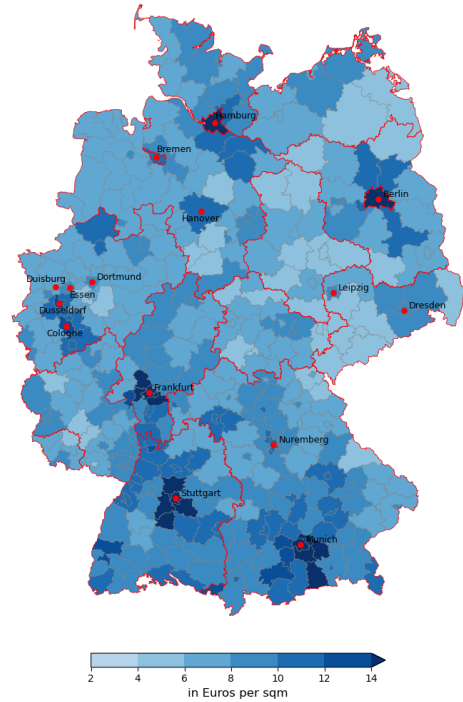 Hamburg
Bremen
Berlin
Hanover
Duisburg
Dortmund
Essen
Leipzig
Dusseldorf
Dresden
Cologne
Frankfurt
Nuremberg
Stuttgart
Munich
2 4 6 8 10 12 14
in Euros per sqm